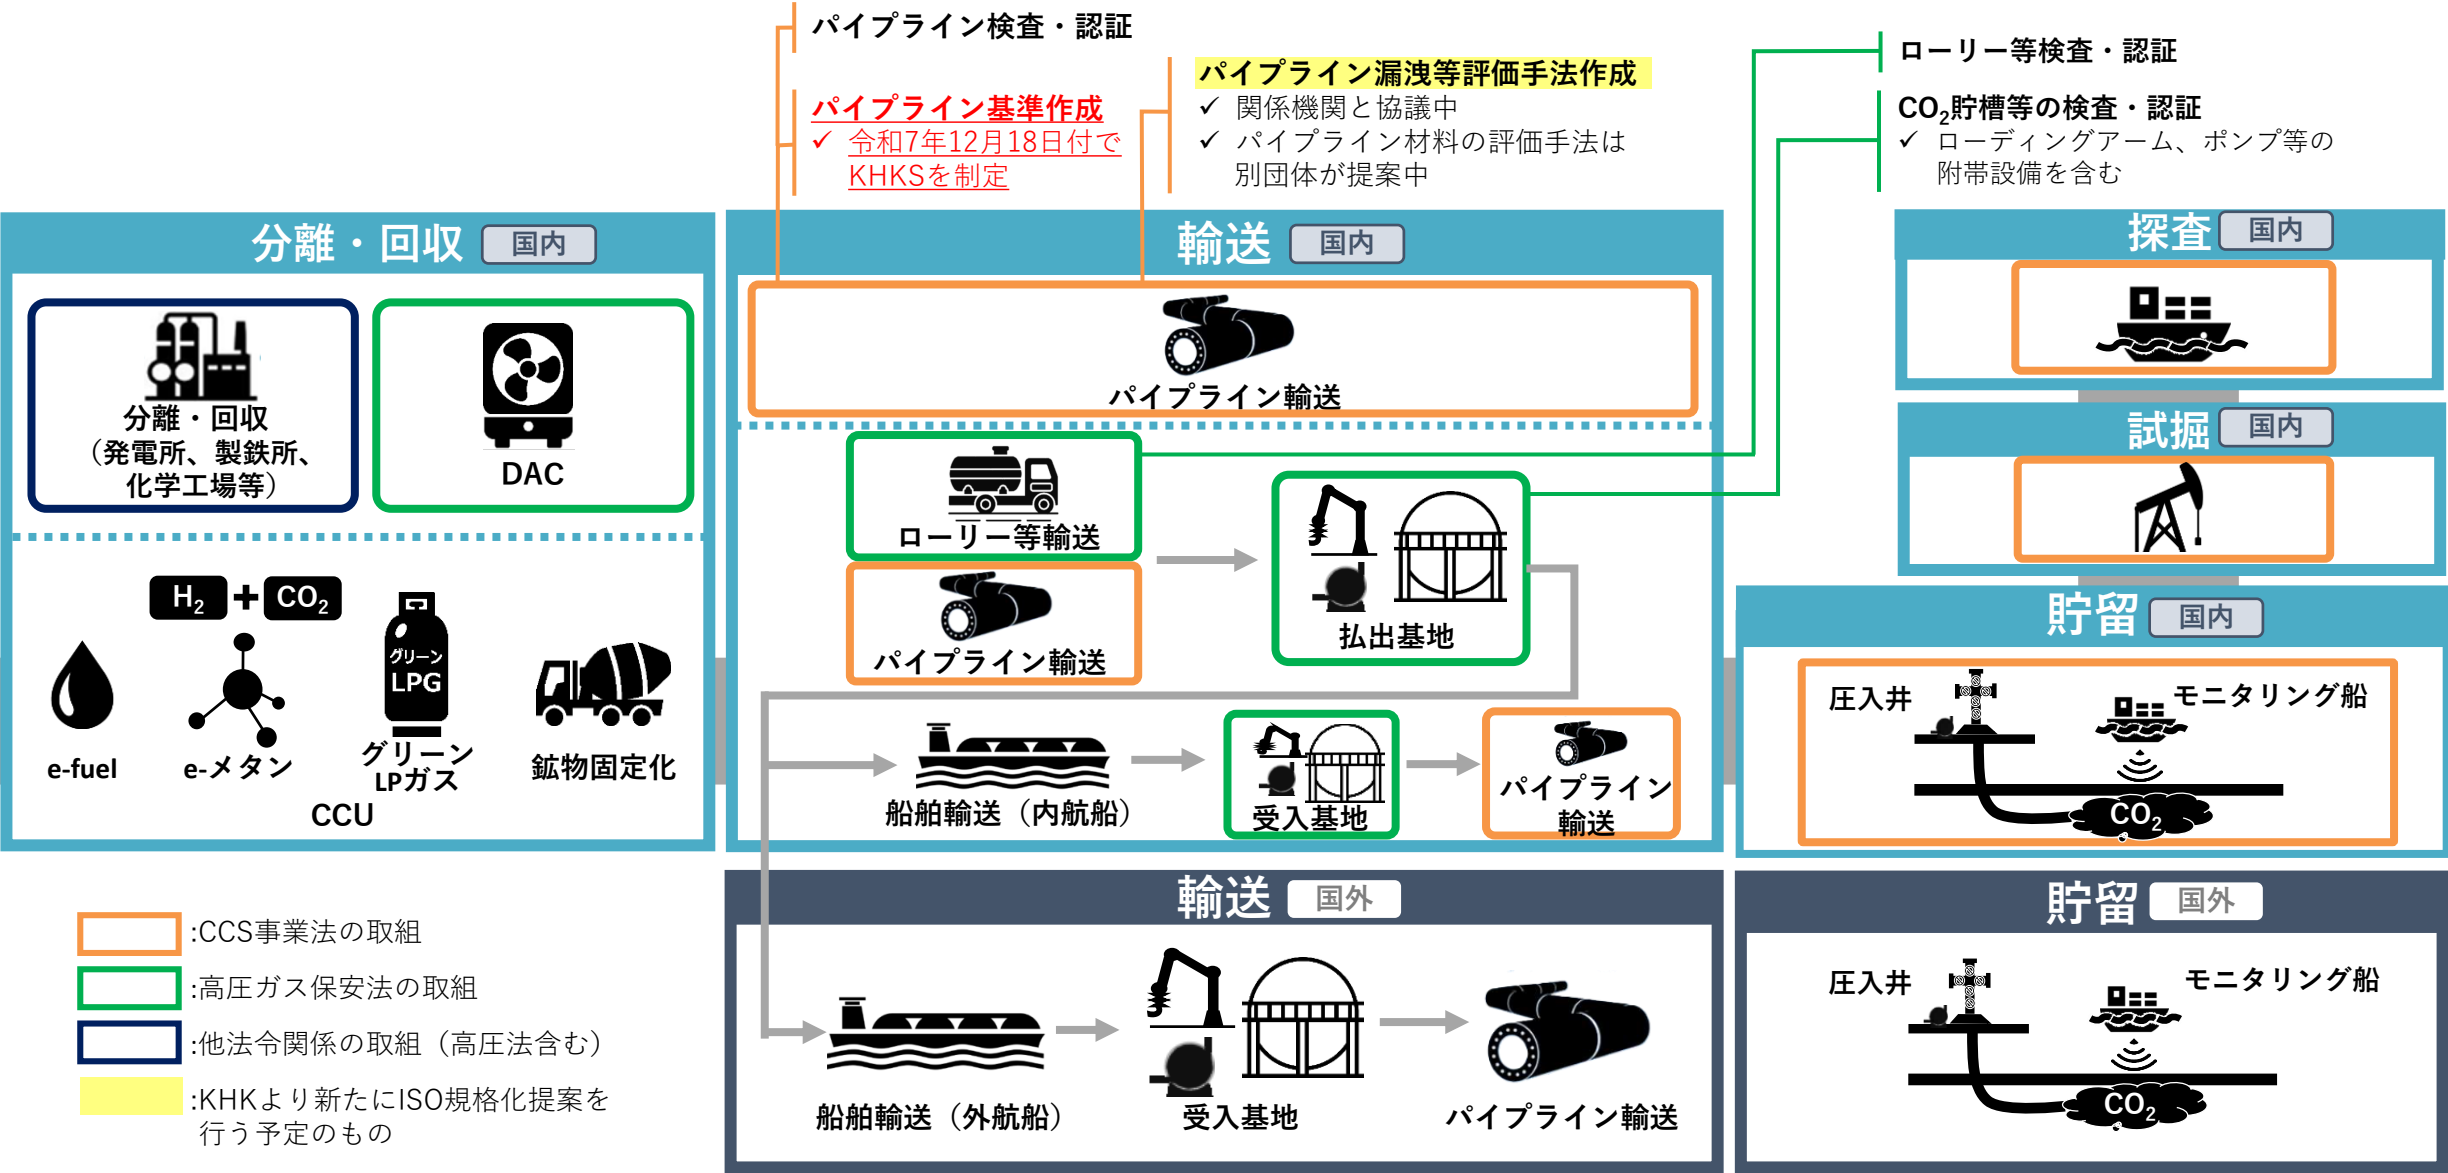 パイプライン検査・認証
パイプライン基準作成
✓ 令和7年12月18日付で
KHKSを制定
パイプライン漏洩等評価手法作成
✓ 関係機関と協議中
✓ パイプライン材料の評価手法は
別団体が提案中
ローリー等検査・認証
CO₂貯槽等の検査・認証
✓ ローディングアーム、ポンプ等の
附帯設備を含む
分離・回収 国内
分離・回収
（発電所、製鉄所、
化学工場等）
DAC
H₂ + CO₂
グリーン
LPG
e-fuel
e-メタン
グリーン
LPガス
鉱物固定化
CCU
輸送 国内
パイプライン輸送
ローリー等輸送
パイプライン輸送
払出基地
船舶輸送（内航船）
受入基地
パイプライン
輸送
探査 国内
試掘 国内
貯留 国内
圧入井
モニタリング船
CO₂
輸送 国外
船舶輸送（外航船）
受入基地
パイプライン輸送
貯留 国外
圧入井
モニタリング船
CO₂
:CCS事業法の取組
:高圧ガス保安法の取組
:他法令関係の取組（高圧法含む）
:KHKより新たにISO規格化提案を
行う予定のもの